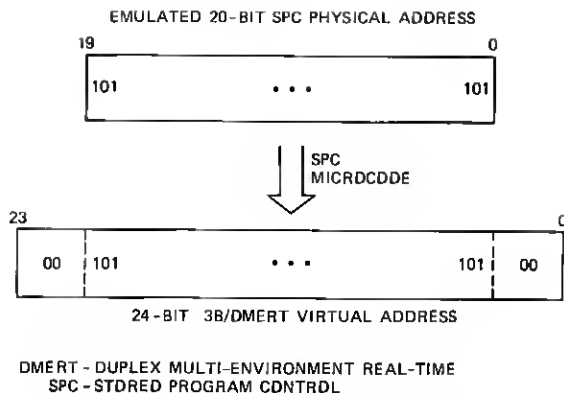 EMULATED 20-BIT SPC PHYSICAL ADDRESS
19 0
101 • • • 101
SPC
MICRDCDDE
23 0
00 101 • • • 101 00
24-BIT 3B/DMERT VIRTUAL ADDRESS
DMERT - DUPLEX MULTI-ENVIRONMENT REAL-TIME
SPC - STDRED PROGRAM CDNTRDL